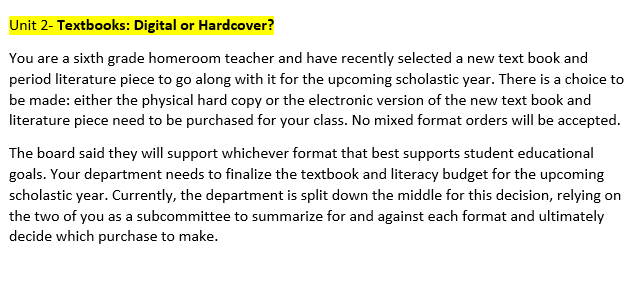 Unit 2- Textbooks: Digital or Hardcover?
You are a sixth grade homeroom teacher and have recently selected a new text book and
period literature piece to go along with it for the upcoming scholastic year. There is a choice to
be made: either the physical hard copy or the electronic version of the new text book and
literature piece need to be purchased for your class. No mixed format orders will be accepted.
The board said they will support whichever format that best supports student educational
goals. Your department needs to finalize the textbook and literacy budget for the upcoming
scholastic year. Currently, the department is split down the middle for this decision, relying on
the two of you as a subcommittee to summarize for and against each format and ultimately
decide which purchase to make.